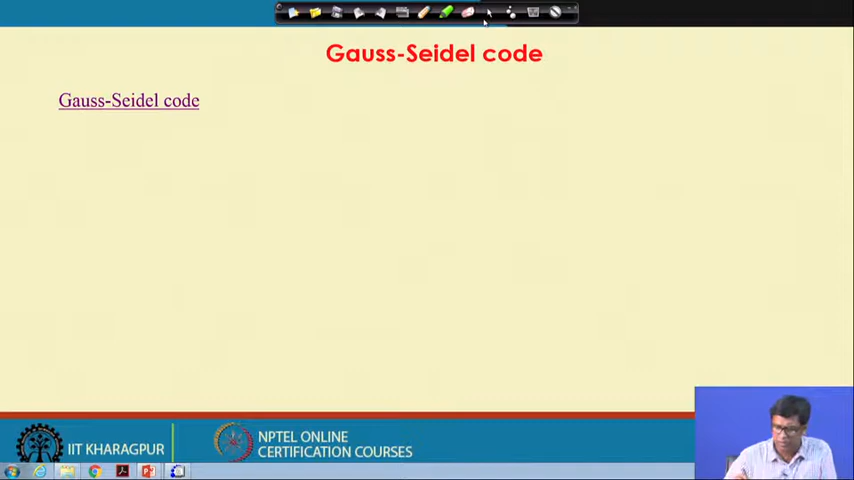 Gauss-Seidel code
Gauss-Seidel code
IIT KHARAGPUR
NPTEL ONLINE
CERTIFICATION COURSES